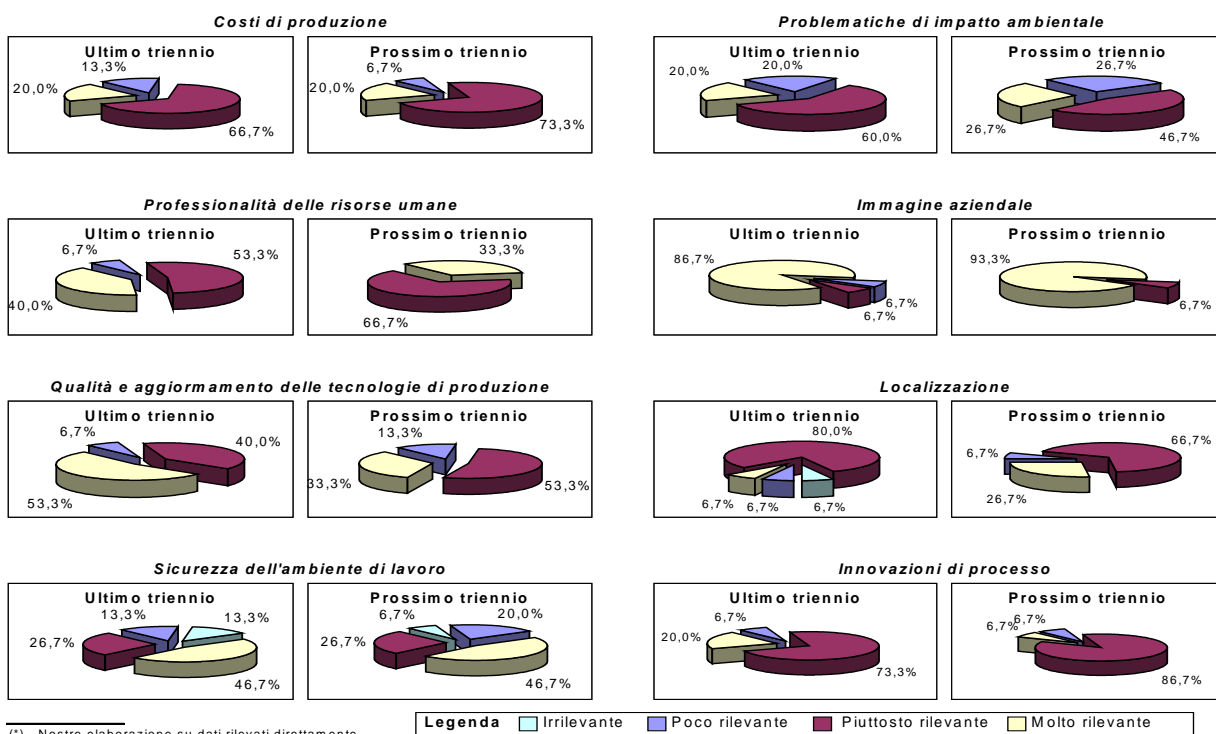 Costi di produzione
Ultimo triennio
13,3%
20,0%
66,7%
Prossimo triennio
6,7%
20,0%
73,3%
Problematiche di impatto ambientale
Ultimo triennio
20,0%
20,0%
60,0%
Prossimo triennio
26,7%
26,7%
46,7%
Professionalità delle risorse umane
Ultimo triennio
6,7%
53,3%
40,0%
Prossimo triennio
33,3%
66,7%
Immagine aziendale
Ultimo triennio
86,7%
6,7%
6,7%
Prossimo triennio
93,3%
6,7%
Qualità e aggiormamento delle tecnologie di produzione
Ultimo triennio
6,7%
40,0%
53,3%
Prossimo triennio
13,3%
33,3%
53,3%
Localizzazione
Ultimo triennio
80,0%
6,7%
6,7%
6,7%
Prossimo triennio
66,7%
6,7%
26,7%
Sicurezza dell'ambiente di lavoro
Ultimo triennio
13,3%
13,3%
26,7%
46,7%
Prossimo triennio
6,7%
20,0%
26,7%
46,7%
Innovazioni di processo
Ultimo triennio
6,7%
20,0%
73,3%
Prossimo triennio
6,7%
6,7%
86,7%
Legenda Irrilevante Poco rilevante Piuttosto rilevante Molto rilevante
(*) Nostre elaborazione su dati rilevati direttamente